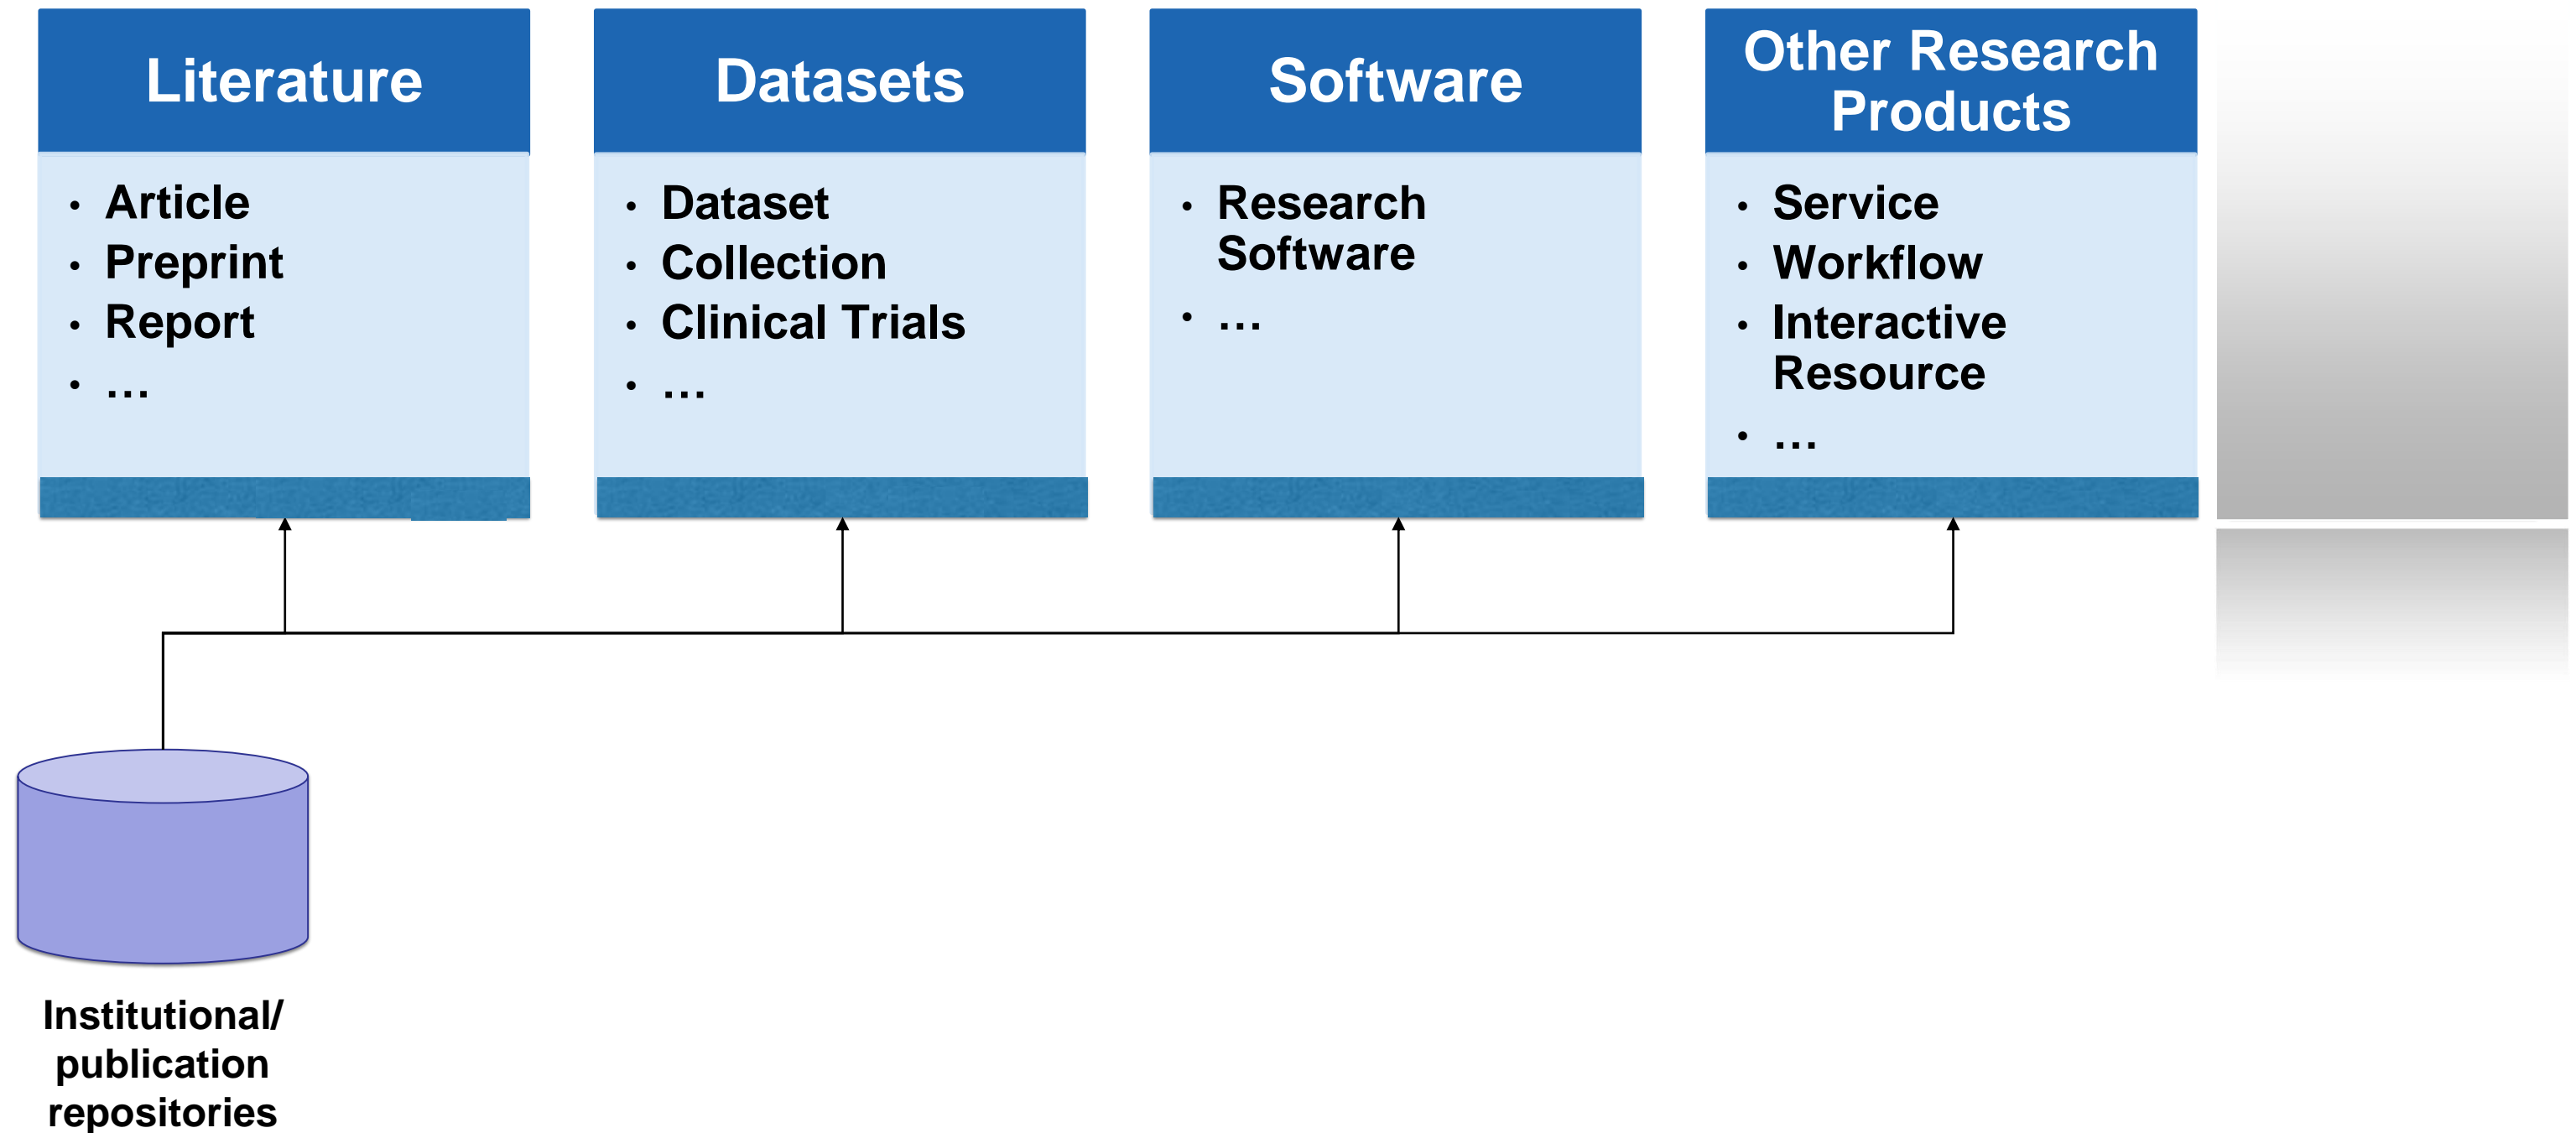 Literature
• Article
• Preprint
• Report
• …
Datasets
• Dataset
• Collection
• Clinical Trials
• …
Software
• Research
Software
• …
Other Research
Products
• Service
• Workflow
• Interactive
Resource
• …
Institutional/
publication
repositories